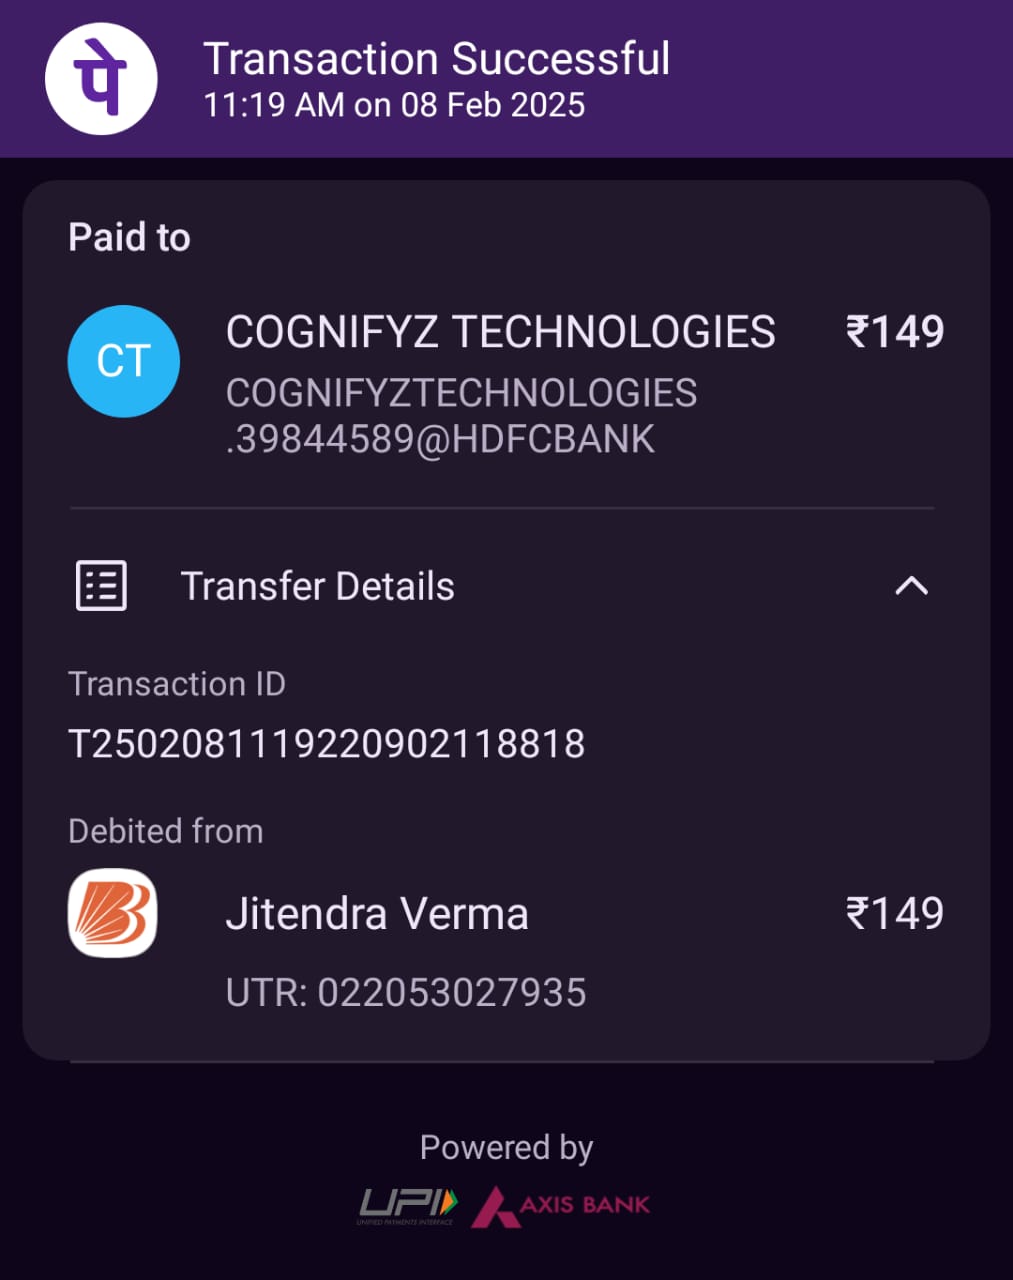 पे
Transaction Successful
11:19 AM on 08 Feb 2025
Paid to
CT
COGNIFYZ TECHNOLOGIES ₹149
COGNIFYZTECHNOLOGIES
.39844589@HDFCBANK
Transfer Details
Transaction ID
T2502081119220902118818
Debited from
Jitendra Verma ₹149
UTR: 022053027935
Powered by
UPI AXIS BANK
UNIFIED PAYMENTS INTERFACE